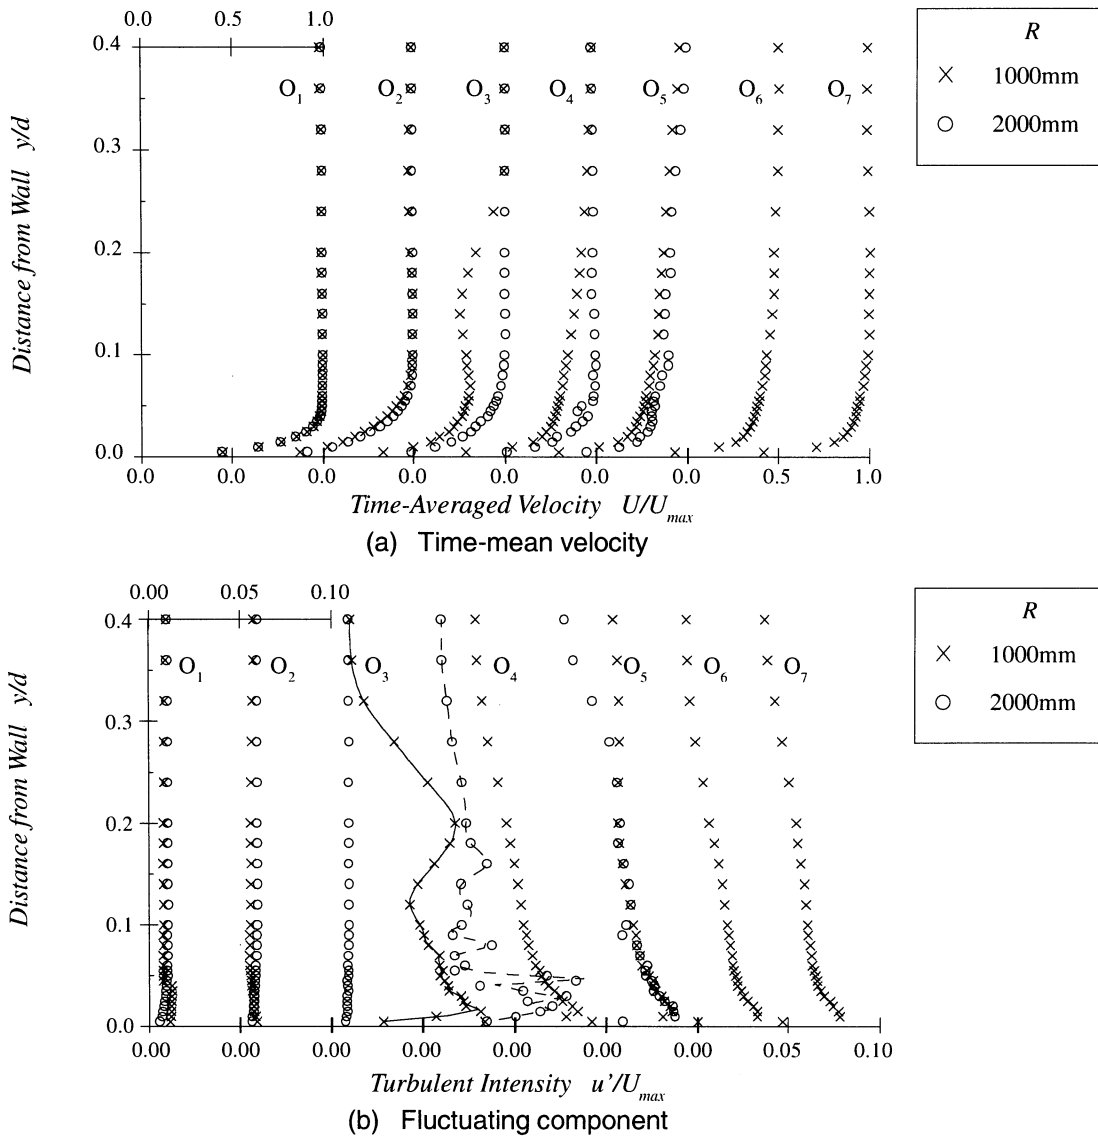 0.0 0.5 1.0
0.4
0.3
0.2
0.1
0.0
Distance from Wall y/d
O1 O2 O3 O4 O5 O6 O7
0.0 0.0 0.0 0.0 0.0 0.0 0.5 1.0
Time-Averaged Velocity U/Umax
(a) Time-mean velocity
R
× 1000mm
○ 2000mm
0.00 0.06 0.10
0.4
0.3
0.2
0.1
0.0
Distance from Wall y/d
O1 O2 O3 O4 O5 O6 O7
0.00 0.00 0.00 0.00 0.00 0.00 0.00 0.05 0.10
Turbulent Intensity u'/Umax
(b) Fluctuating component
R
× 1000mm
○ 2000mm